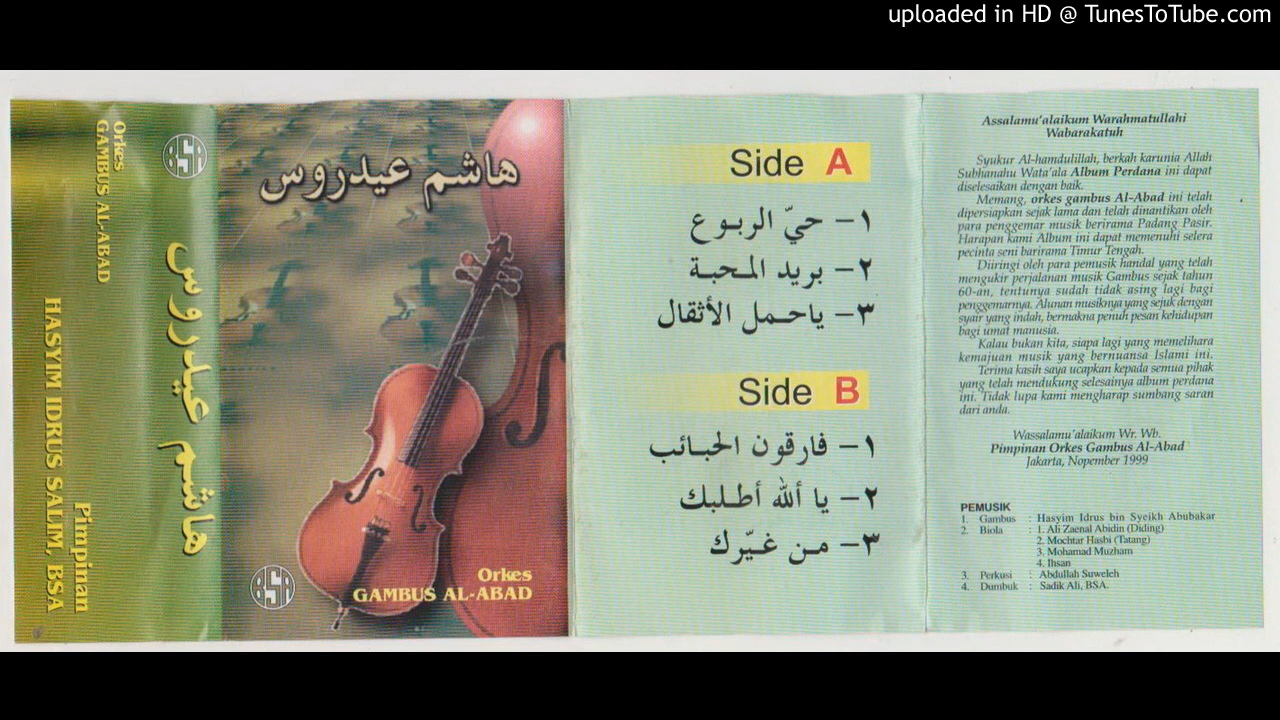 uploaded in HD @ TunesToTube.com
Orkes
GAMBUS AL-ABAD
BSA
هاشم عيدروس
Pimpinan
HASYIM IDRUS SALIM, BSA
هاشم عيدروس
BSA
Orkes
GAMBUS AL-ABAD
Side A
١- حيّ الربوع
٢- بريد المحبة
٣- ياحمل الأثقال
Side B
١- فارقون الحبائب
٢- يا ألله أطلبك
٣- من غيّرك
Assalamu'alaikum Warahmatullahi
Wabarakatuh
Syukur Al-hamdulillah, berkah karunia Allah
Subhanahu Wata'ala Album Perdana ini dapat
diselesaikan dengan baik.
Memang, orkes gambus Al-Abad ini telah
dipersiapkan sejak lama dan telah dinantikan oleh
para penggemar musik berirama Padang Pasir.
Harapan kami Album ini dapat memenuhi selera
pecinta seni barirama Timur Tengah.
Diiringi oleh para pemusik handal yang telah
mengukir perjalanan musik Gambus sejak tahun
60-an, tentunya sudah tidak asing lagi bagi
penggemarnya. Alunan musiknya yang sejuk dengan
syair yang indah, bermakna penuh pesan kehidupan
bagi umat manusia.
Kalau bukan kita, siapa lagi yang memelihara
kemajuan musik yang bernuansa Islami ini.
Terima kasih saya ucapkan kepada semua pihak
yang telah mendukung selesainya album perdana
ini. Tidak lupa kami mengharap sumbang saran
dari anda.
Wassalamu'alaikum Wr. Wb.
Pimpinan Orkes Gambus Al-Abad
Jakarta, Nopember 1999
PEMUSIK
1. Gambus : Hasyim Idrus bin Syeikh Abubakar
2. Biola : 1. Ali Zaenal Abidin (Diding)
2. Mochtar Hasbi (Tatang)
3. Mohamad Muzham
4. Ihsan
3. Perkusi : Abdullah Suweleh
4. Dumbuk : Sadik Ali, BSA.